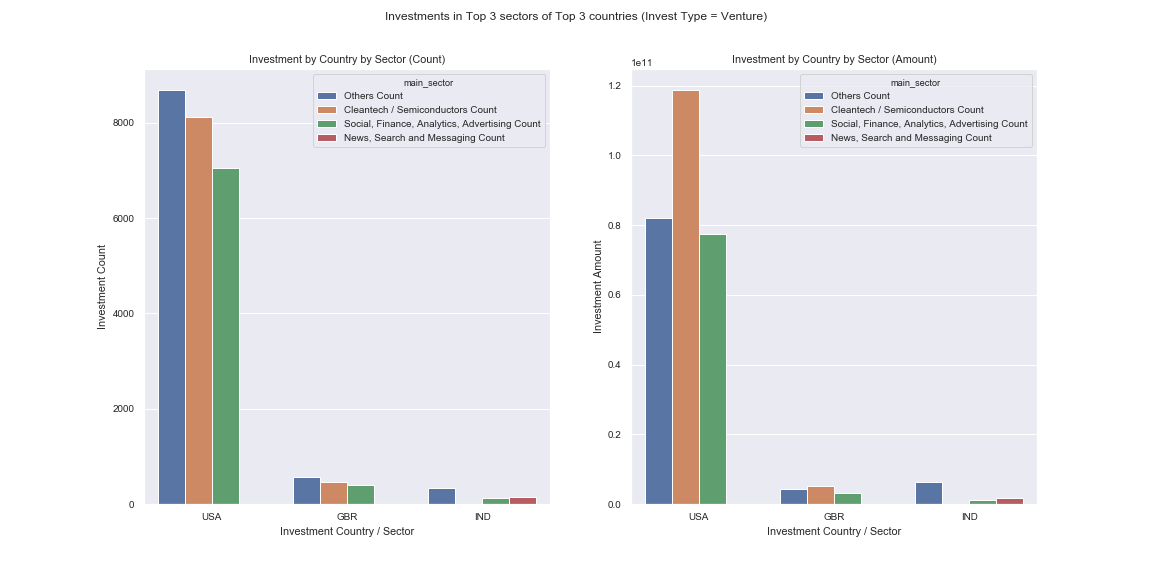 Investments in Top 3 sectors of Top 3 countries (Invest Type = Venture)
Investment by Country by Sector (Count)
main_sector
Others Count
Cleantech / Semiconductors Count
Social, Finance, Analytics, Advertising Count
News, Search and Messaging Count
8000
6000
4000
2000
0
Investment Count
USA
GBR
IND
Investment Country / Sector
Investment by Country by Sector (Amount)
1e11
main_sector
Others Count
Cleantech / Semiconductors Count
Social, Finance, Analytics, Advertising Count
News, Search and Messaging Count
1.2
1.0
0.8
0.6
0.4
0.2
0.0
Investment Amount
USA
GBR
IND
Investment Country / Sector